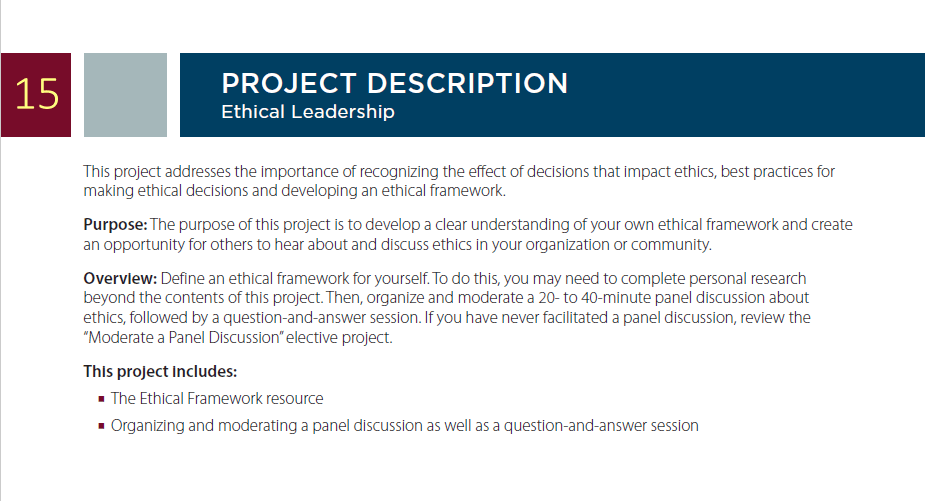 15
PROJECT DESCRIPTION
Ethical Leadership
This project addresses the importance of recognizing the effect of decisions that impact ethics, best practices for
making ethical decisions and developing an ethical framework.
Purpose: The purpose of this project is to develop a clear understanding of your own ethical framework and create
an opportunity for others to hear about and discuss ethics in your organization or community.
Overview: Define an ethical framework for yourself. To do this, you may need to complete personal research
beyond the contents of this project. Then, organize and moderate a 20- to 40-minute panel discussion about
ethics, followed by a question-and-answer session. If you have never facilitated a panel discussion, review the
“Moderate a Panel Discussion” elective project.
This project includes:
▪ The Ethical Framework resource
▪ Organizing and moderating a panel discussion as well as a question-and-answer session